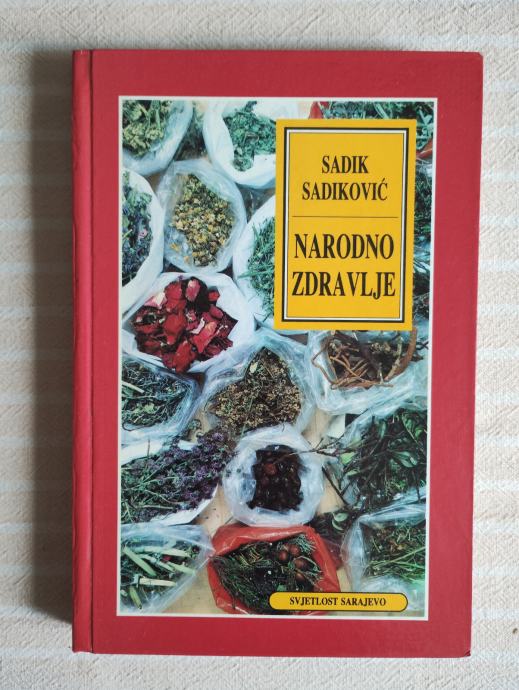 SADIK
SADIKOVIĆ
NARODNO
ZDRAVLJE
SVJETLOST SARAJEVO